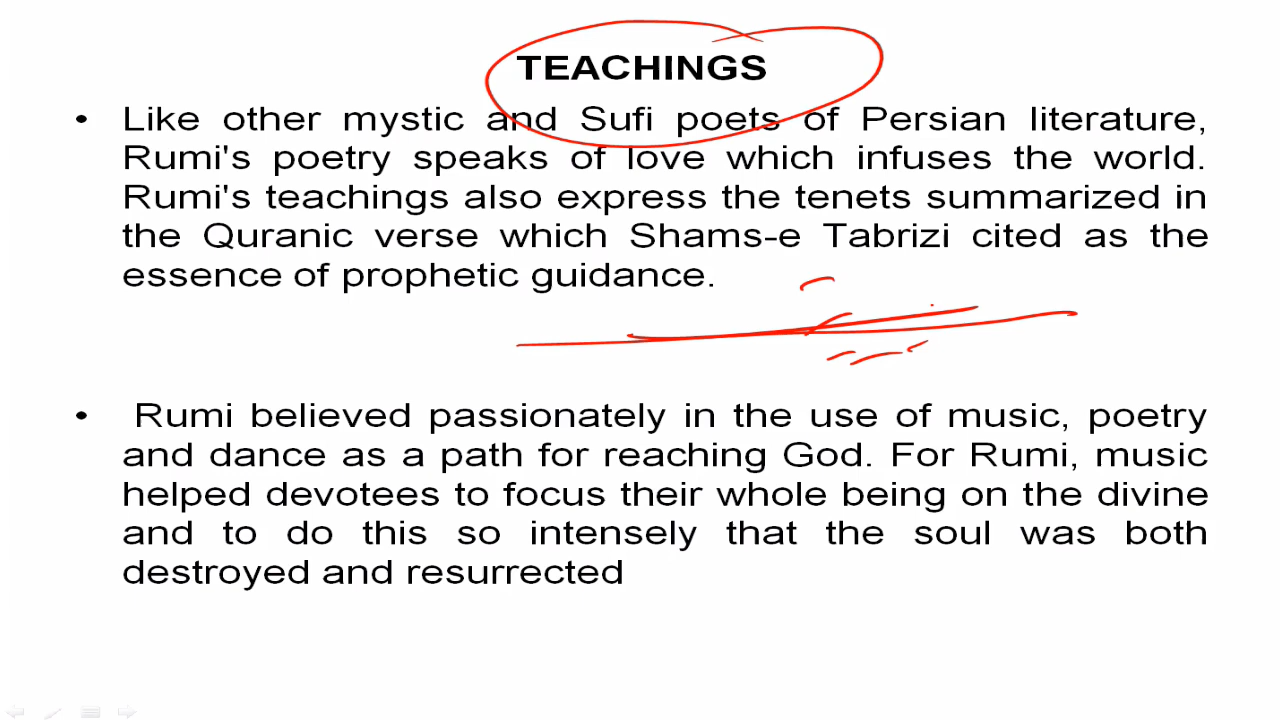 TEACHINGS
• Like other mystic and Sufi poets of Persian literature,
Rumi's poetry speaks of love which infuses the world.
Rumi's teachings also express the tenets summarized in
the Quranic verse which Shams-e Tabrizi cited as the
essence of prophetic guidance.
• Rumi believed passionately in the use of music, poetry
and dance as a path for reaching God. For Rumi, music
helped devotees to focus their whole being on the divine
and to do this so intensely that the soul was both
destroyed and resurrected